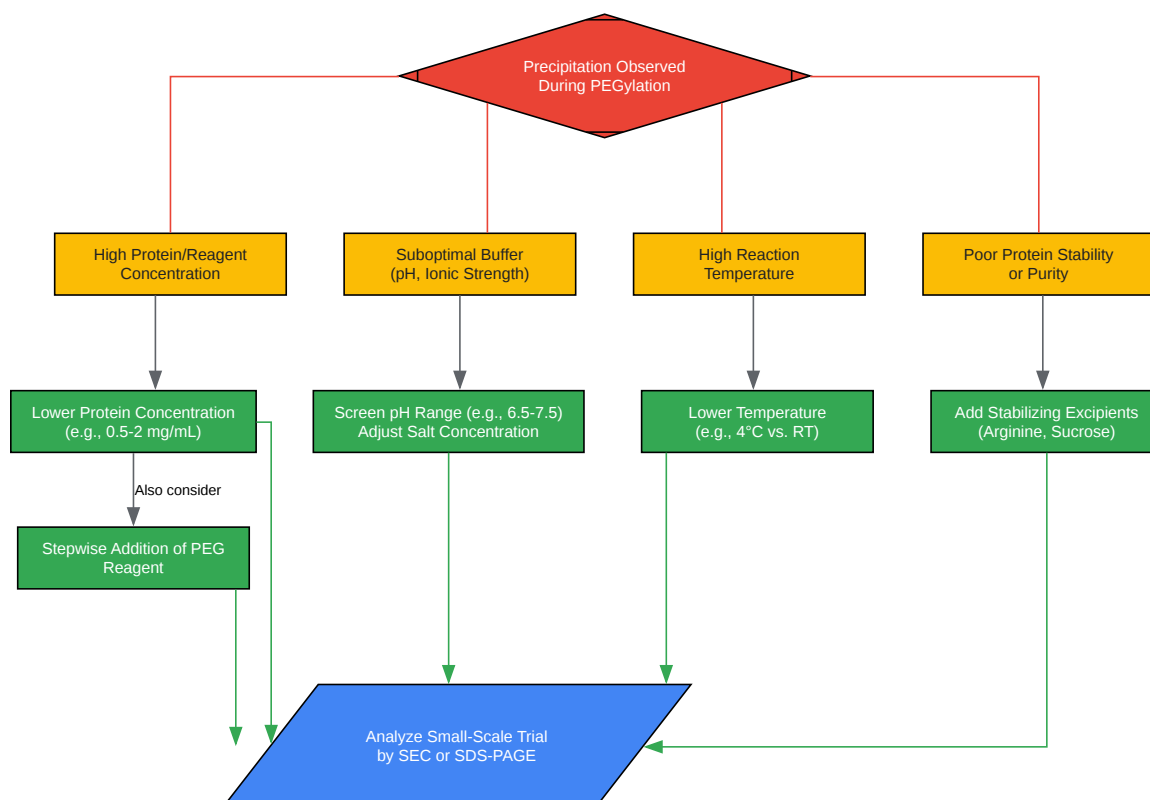 Precipitation Observed
During PEGylation
High Protein/Reagent
Concentration
Suboptimal Buffer
(pH, Ionic Strength)
High Reaction
Temperature
Poor Protein Stability
or Purity
Lower Protein Concentration
(e.g., 0.5-2 mg/mL)
Screen pH Range (e.g., 6.5-7.5)
Adjust Salt Concentration
Lower Temperature
(e.g., 4°C vs. RT)
Add Stabilizing Excipients
(Arginine, Sucrose)
Also consider
Stepwise Addition of PEG
Reagent
Analyze Small-Scale Trial
by SEC or SDS-PAGE